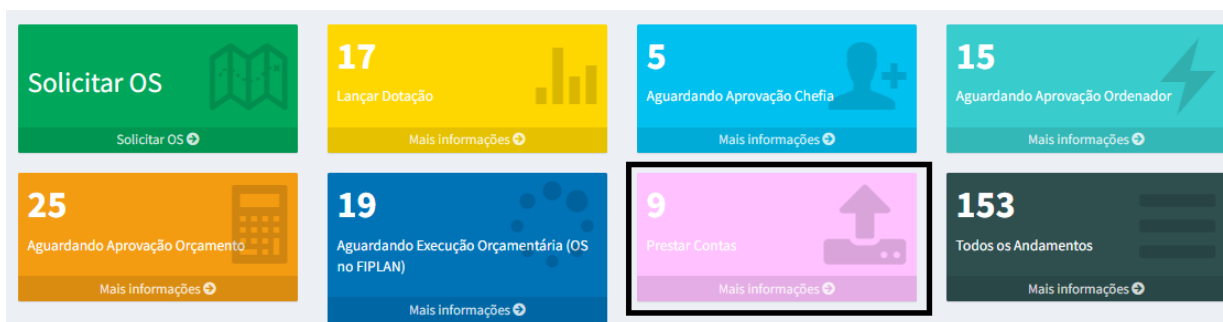 Solicitar OS
Solicitar OS
17
Lançar Dotação
Mais informações
5
Aguardando Aprovação Chefia
Mais informações
15
Aguardando Aprovação Ordenador
Mais informações
25
Aguardando Aprovação Orçamento
Mais informações
19
Aguardando Execução Orçamentária (OS
no FIPLAN)
Mais informações
9
Prestar Contas
Mais informações
153
Todos os Andamentos
Mais informações